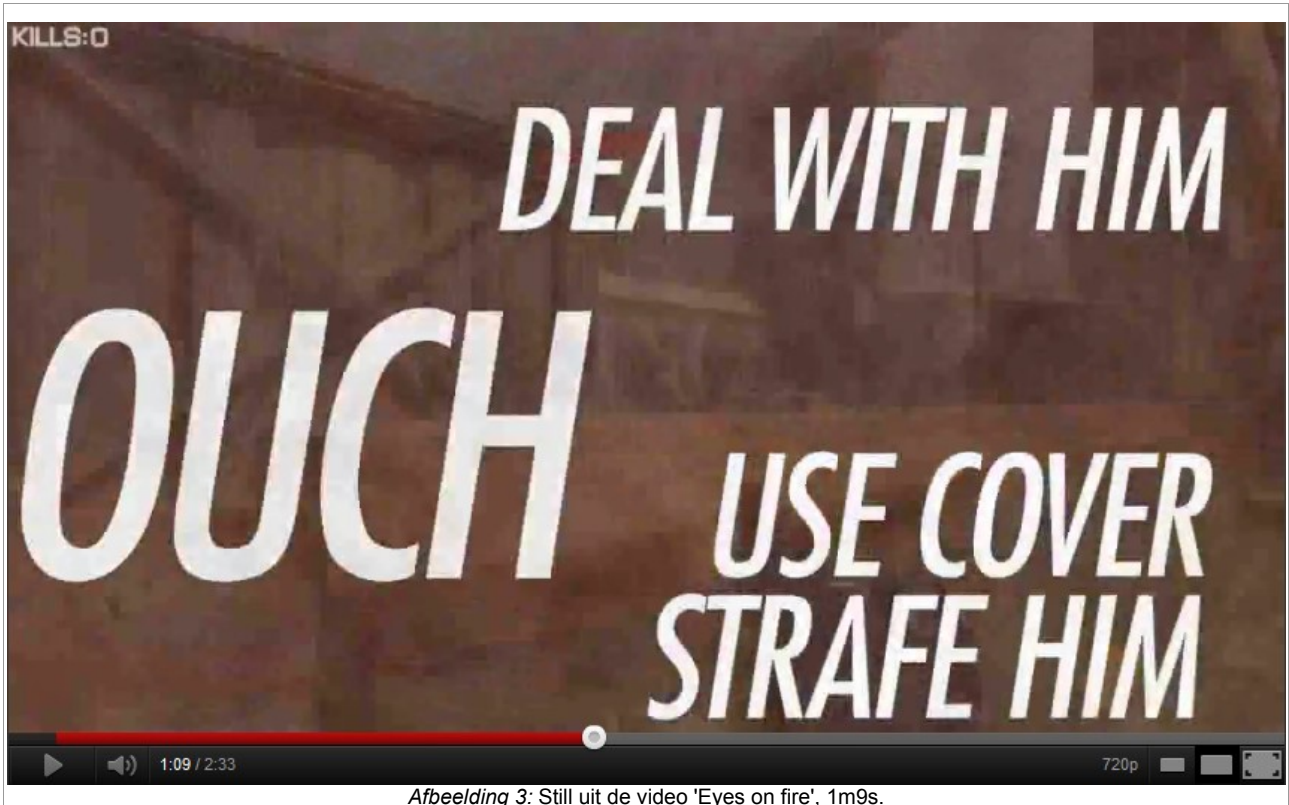 KILLS:0
DEAL WITH HIM
OUCH
USE COVER
STRAFE HIM
1:09 / 2:33
720p
Afbeelding 3: Still uit de video 'Eyes on fire', 1m9s.